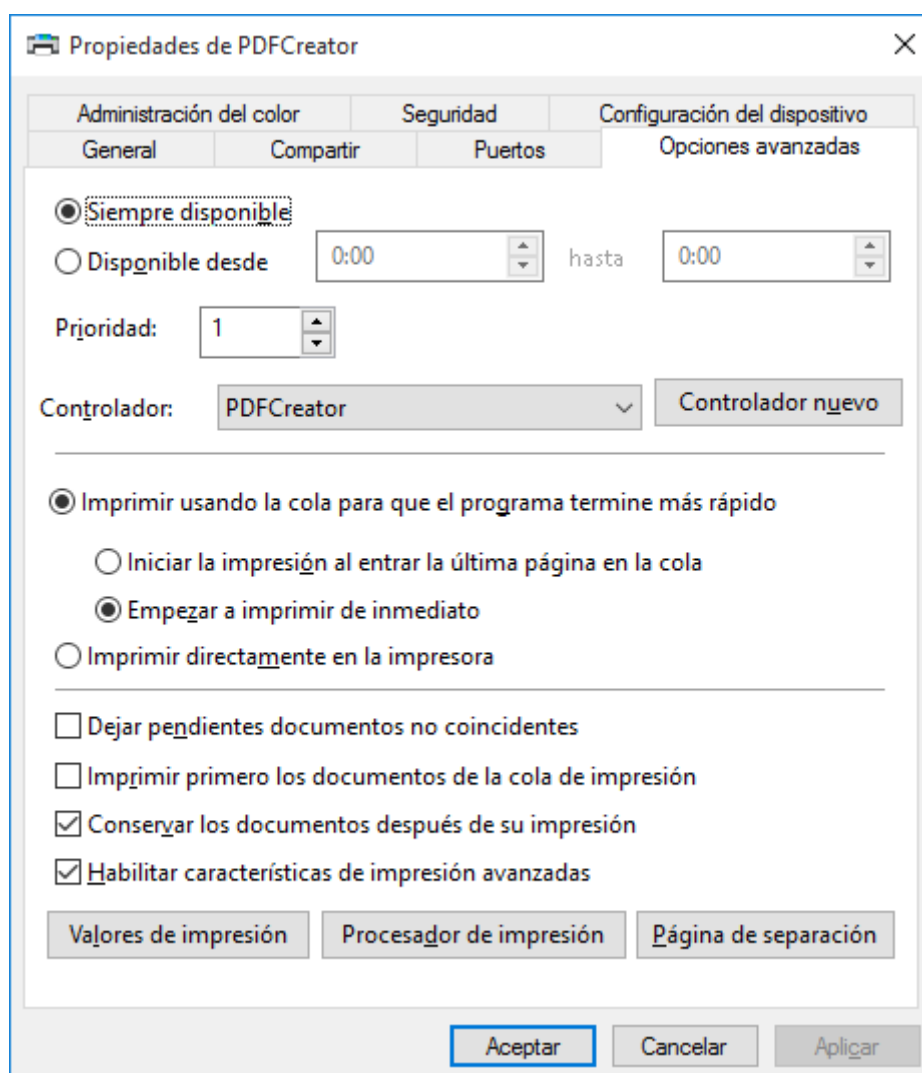 Propiedades de PDFCreator
Administración del color Seguridad Configuración del dispositivo
General Compartir Puertos Opciones avanzadas
Siempre disponible
Disponible desde 0:00 hasta 0:00
Prioridad: 1
Controlador: PDFCreator Controlador nuevo
Imprimir usando la cola para que el programa termine más rápido
Iniciar la impresión al entrar la última página en la cola
Empezar a imprimir de inmediato
Imprimir directamente en la impresora
Dejar pendientes documentos no coincidentes
Imprimir primero los documentos de la cola de impresión
Conservar los documentos después de su impresión
Habilitar características de impresión avanzadas
Valores de impresión Procesador de impresión Página de separación
Aceptar Cancelar Aplicar